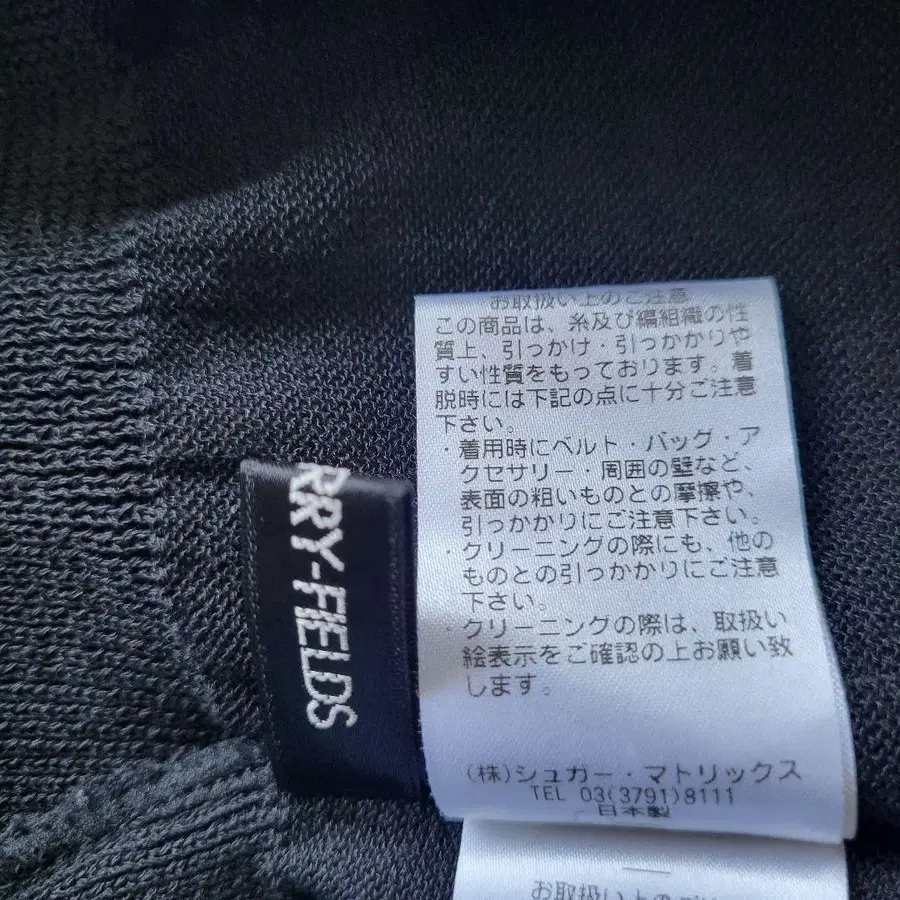 お取扱い上のご注意
この商品は、糸及び編組織の性
質上、引っかけ・引っかかりや
すい性質をもっております。着
脱時には下記の点に十分ご注意
下さい。
・着用時にベルト・バッグ・ア
クセサリー・周囲の壁など、
表面の粗いものとの摩擦や、
引っかかりにご注意下さい。
・クリーニングの際にも、他の
ものとの引っかかりにご注意
下さい。
・クリーニングの際は、取扱い
絵表示をご確認の上お願い致
します。
(株)シュガー・マトリックス
TEL 03(3791)8111
日本製
RRY-FIELDS
お取扱い上のご